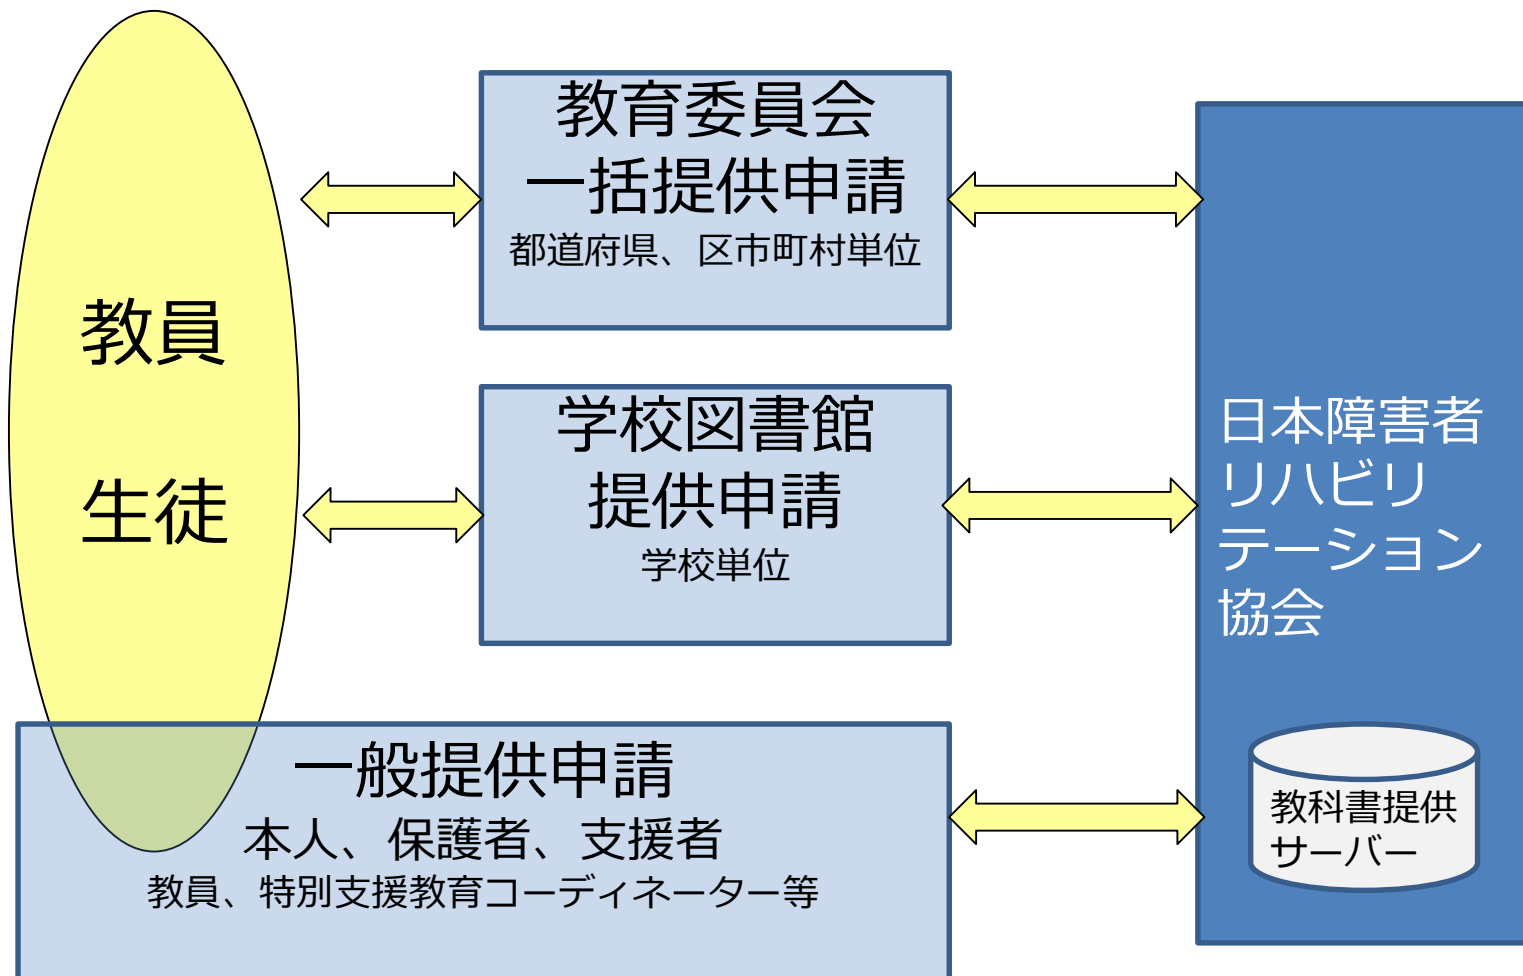 教員
生徒
教育委員会
一括提供申請
都道府県、区市町村単位
学校図書館
提供申請
学校単位
一般提供申請
本人、保護者、支援者
教員、特別支援教育コーディネーター等
日本障害者
リハビリ
テーション
協会
教科書提供
サーバー